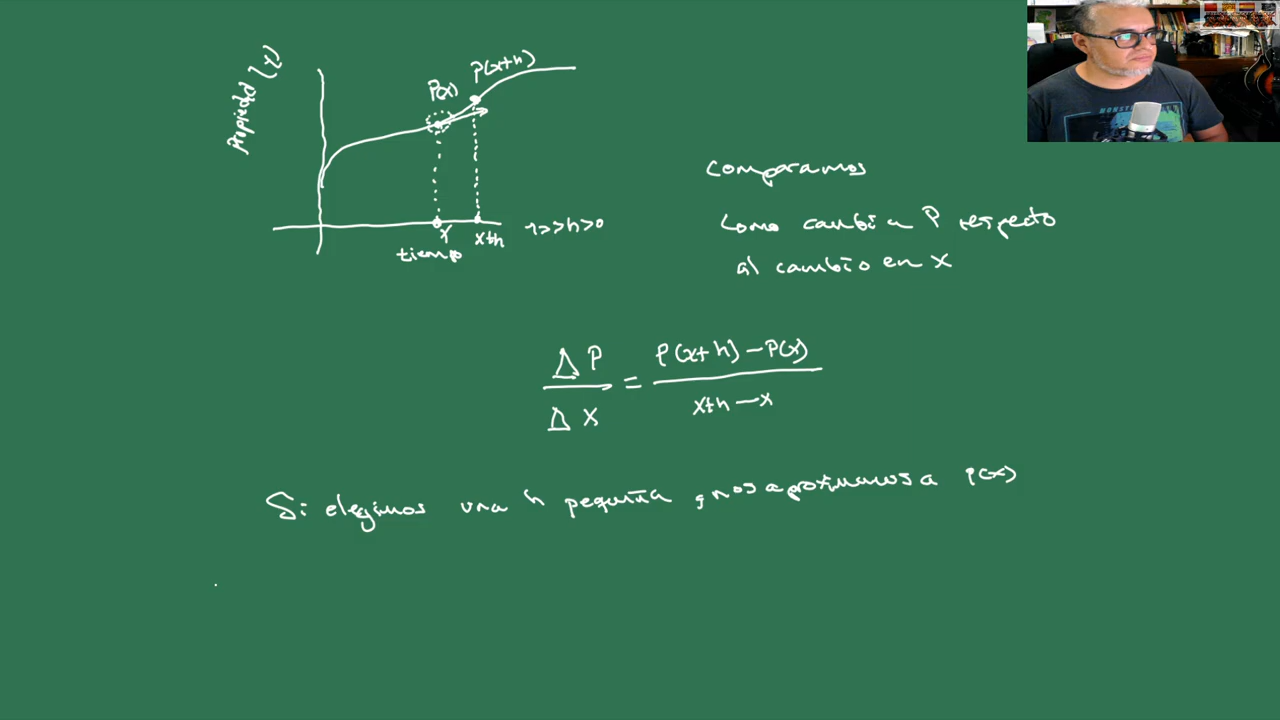 Propiedad (y)
P(x)
P(x+h)
x
x+h
1>>h>0
tiempo
Comparamos
Como cambia P respecto
al cambio en x
ΔP/Δx = P(x+h)-P(x)/x+h-x
Si elegimos una h pequeña, nos aproximamos a P(x)